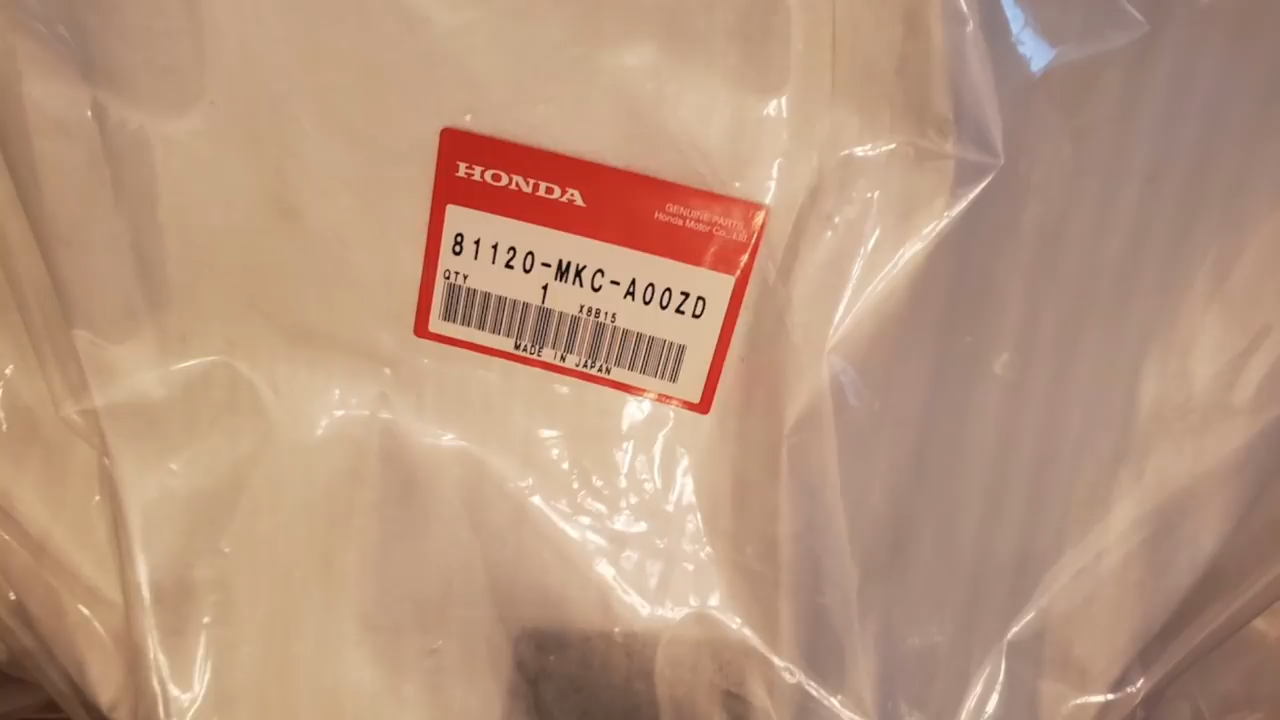 HONDA
GENUINE PARTS
Honda Motor Co., Ltd.
81120-MKC-A00ZD
QTY 1 X8B15
MADE IN JAPAN